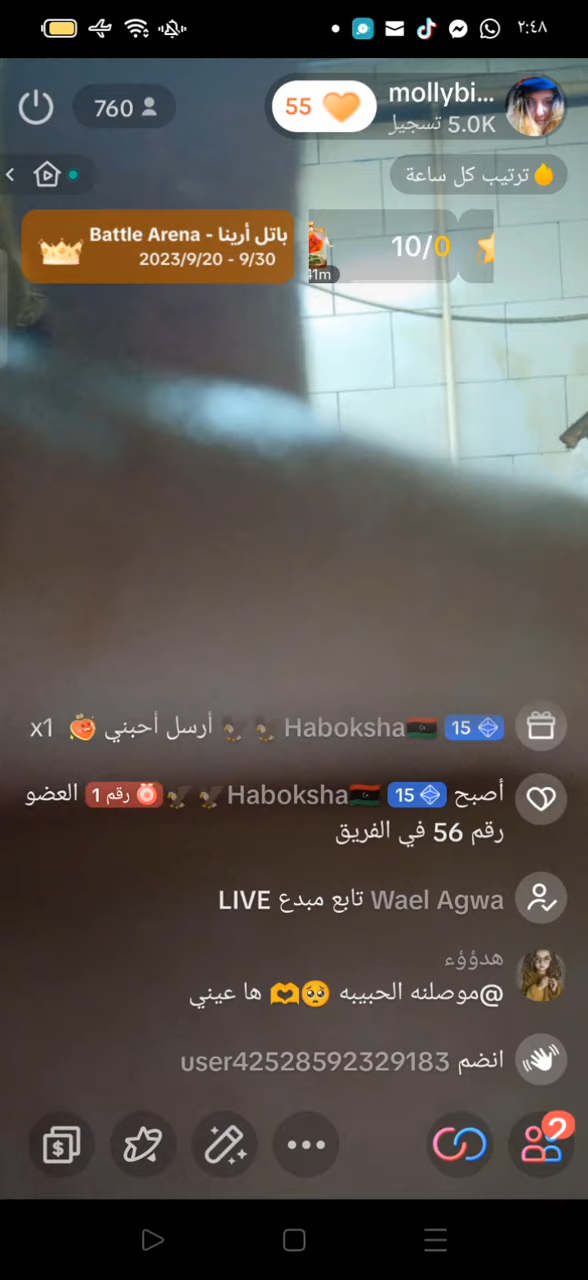 ٢:٤٨
mollybi...
5.0K تسجيل
55
760
ترتيب كل ساعة
باتل أرينا - Battle Arena
2023/9/20 - 9/30
41m
10/0
15 Haboksha أرسل أحبني x1
أصبح 15 Haboksha رقم 1 العضو
رقم 56 في الفريق
Wael Agwa تابع مبدع LIVE
هدؤؤء
@موصلنه الحبيبه 🥺🫶 ها عيني
انضم user42528592329183
2